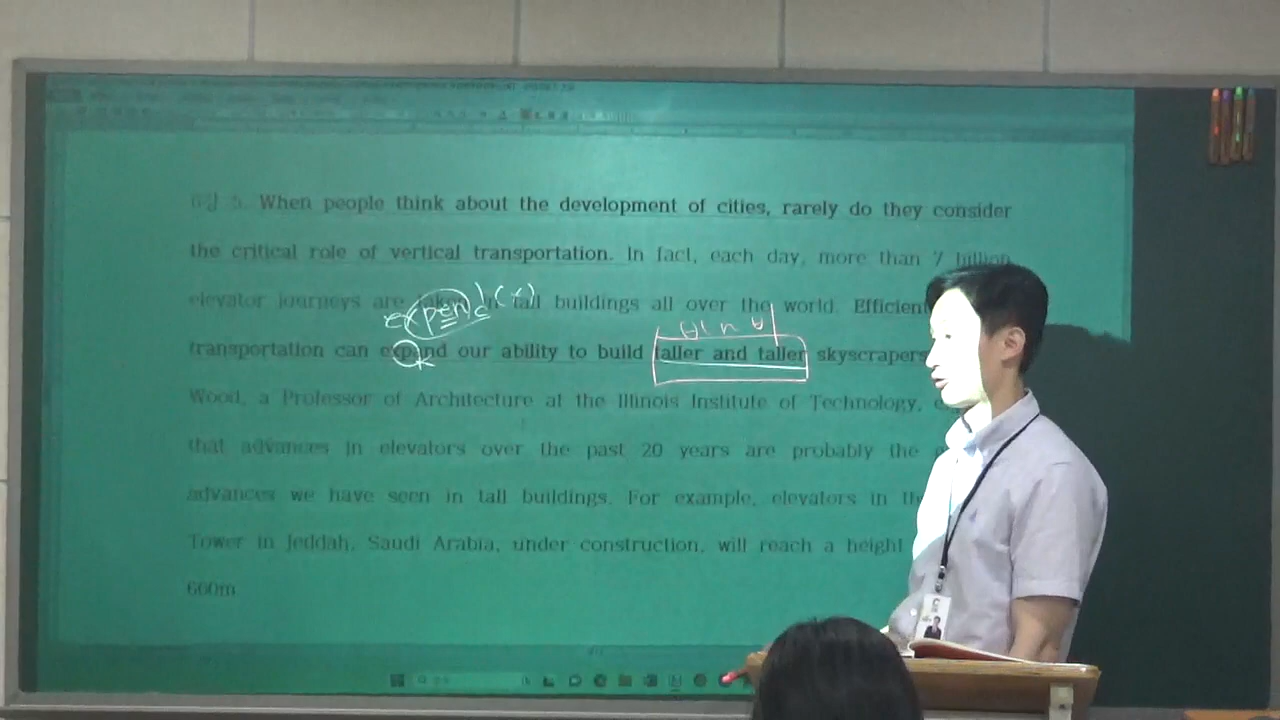 5. When people think about the development of cities, rarely do they consider
the critical role of vertical transportation. In fact, each day, more than 7 billion
elevator journeys are taken in tall buildings all over the world. Efficient
expend
transportation can expand our ability to build taller and taller skyscrapers
Wood, a Professor of Architecture at the Illinois Institute of Technology,
that advances in elevators over the past 20 years are probably the
advances we have seen in tall buildings. For example, elevators in
Tower in Jeddah, Saudi Arabia, under construction, will reach a height
660m.